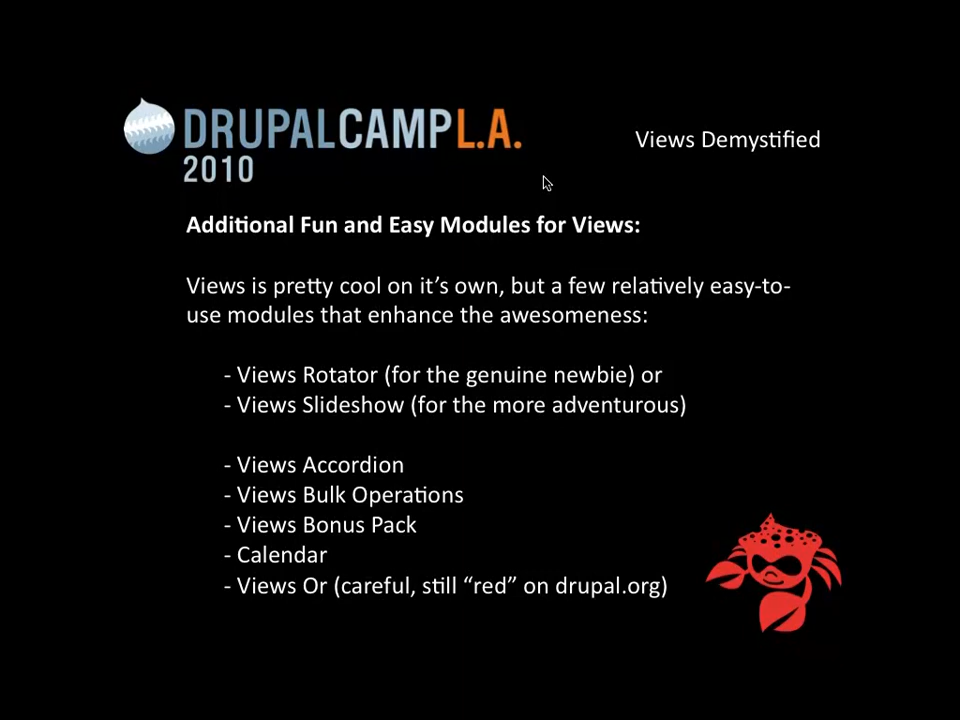 DRUPALCAMP L.A.
2010
Views Demystified
Additional Fun and Easy Modules for Views:
Views is pretty cool on it’s own, but a few relatively easy-to-
use modules that enhance the awesomeness:
- Views Rotator (for the genuine newbie) or
- Views Slideshow (for the more adventurous)
- Views Accordion
- Views Bulk Operations
- Views Bonus Pack
- Calendar
- Views Or (careful, still “red” on drupal.org)